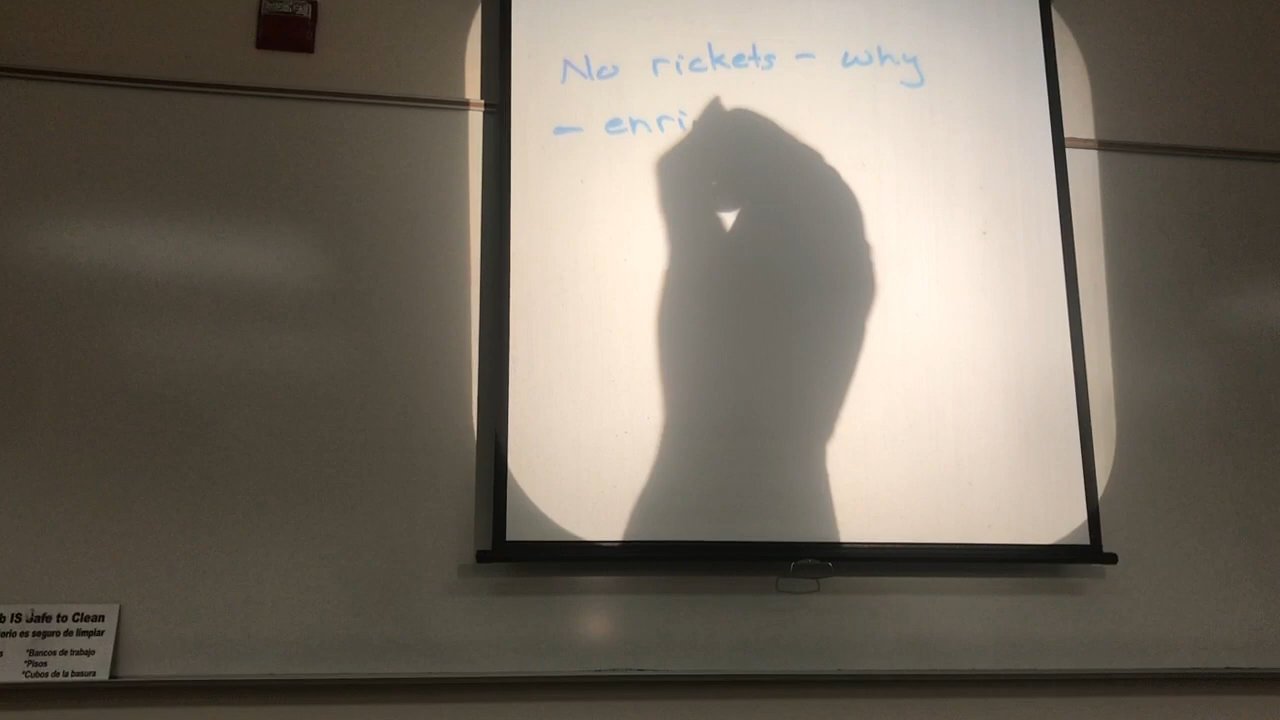 No rickets - why
- enri
b IS Safe to Clean
orio es seguro de limpiar
s *Bancos de trabajo
*Pisos
*Cubos de la basura